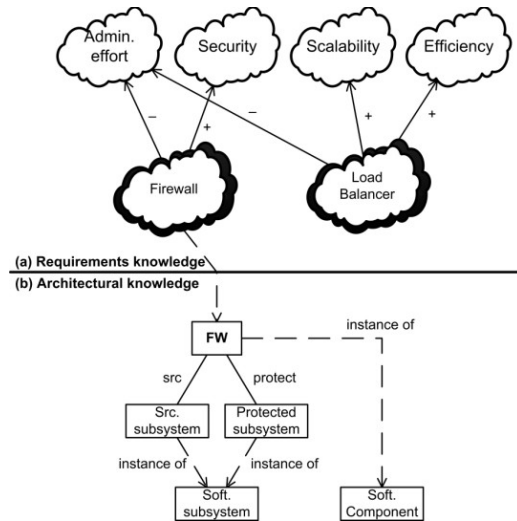 Admin.
effort
Security
Scalability
Efficiency
–
+
–
+
+
Firewall
Load
Balancer
(a) Requirements knowledge
(b) Architectural knowledge
instance of
FW
src
protect
Src.
subsystem
Protected
subsystem
instance of
instance of
Soft.
subsystem
Soft.
Component